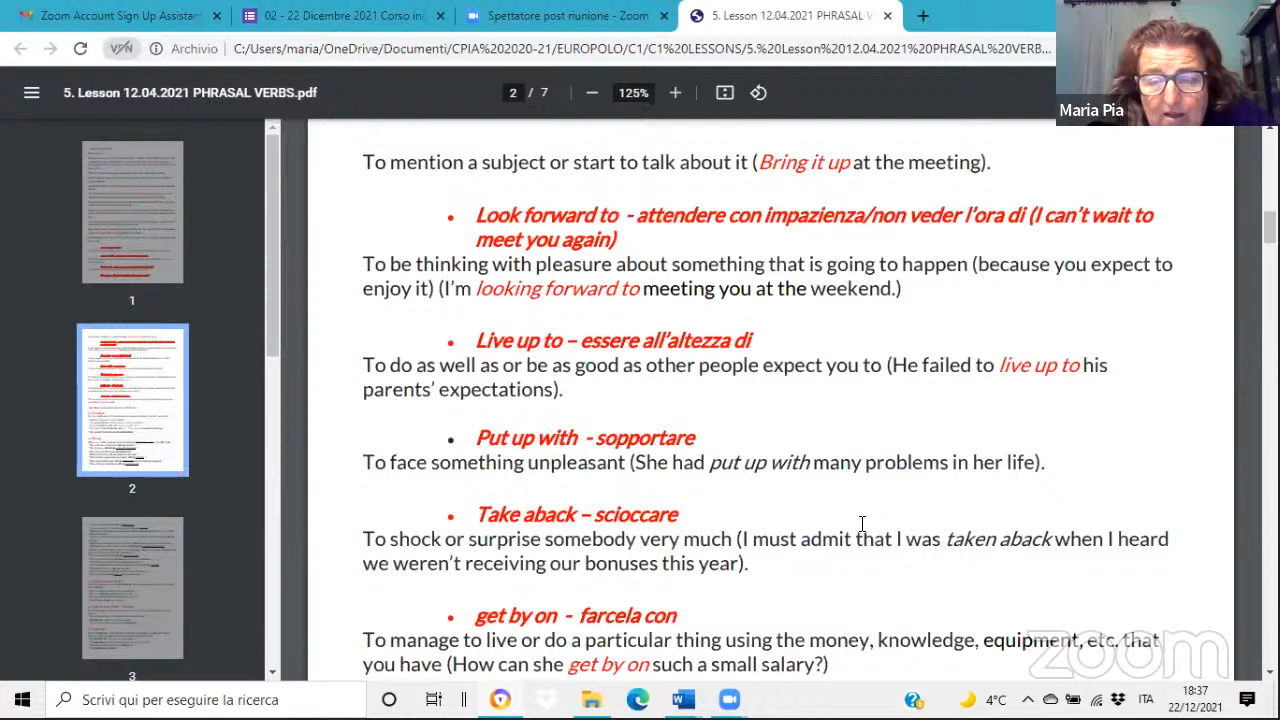 Zoom Account Sign Up Assistant
02 - 22 Dicembre 2021 Corso in
Spettatore post riunione - Zoom
5. Lesson 12.04.2021 PHRASAL VE
VPN
Archivio
C:/Users/maria/OneDrive/Documenti/CPIA%202020-21/EUROPOLO/C1/C1%20LESSONS/5.%20Lesson%2012.04.2021%20PHRASAL%20VERB...
Maria Pia
5. Lesson 12.04.2021 PHRASAL VERBS.pdf
2 / 7
125%
To mention a subject or start to talk about it (Bring it up at the meeting).
• Look forward to - attendere con impazienza/non veder l'ora di (I can't wait to
meet you again)
To be thinking with pleasure about something that is going to happen (because you expect to
enjoy it) (I'm looking forward to meeting you at the weekend.)
• Live up to – essere all'altezza di
To do as well as or be as good as other people expect you to (He failed to live up to his
parents' expectations).
• Put up with - sopportare
To face something unpleasant (She had put up with many problems in her life).
• Take aback – scioccare
To shock or surprise somebody very much (I must admit that I was taken aback when I heard
we weren't receiving our bonuses this year).
• get by on - farcela con
To manage to live or do a particular thing using the money, knowledge, equipment, etc. that
you have (How can she get by on such a small salary?)
1
2
3
zoom
Scrivi qui per eseguire la ricerca
4°C
ITA
18:37
22/12/2021